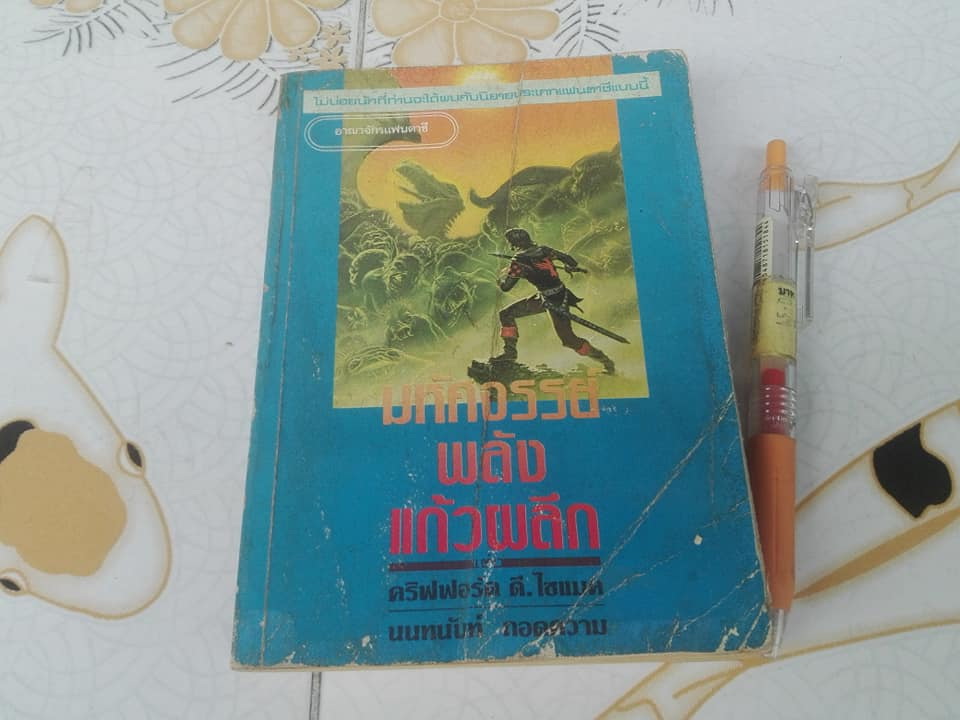 ไม่บ่อยนักที่ท่านจะได้พบกับนิยายประเภทแฟนตาซีแบบนี้
อาณาจักรแฟนตาซี
มหัศจรรย์
พลัง
แก้วผลึก
คริฟฟอร์ด ดี.ไซแมค
นนทนันท์ ถอดความ